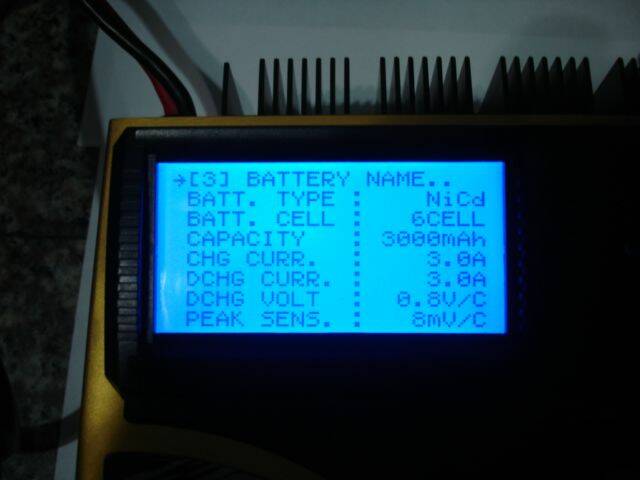 →[3] BATTERY NAME..
BATT. TYPE : NiCd
BATT. CELL : 6CELL
CAPACITY : 3000mAh
CHG CURR. : 3.0A
DCHG CURR. : 3.0A
DCHG VOLT : 0.8V/C
PEAK SENS. : 8mV/C